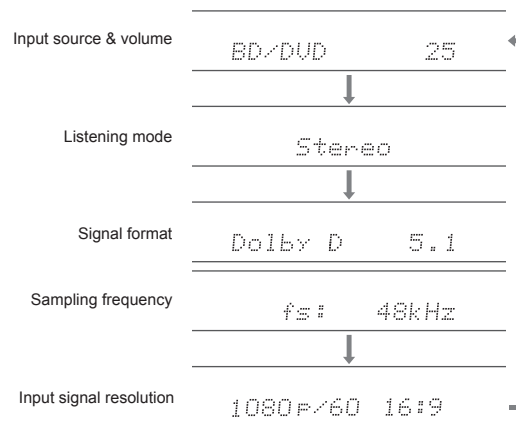 Input source & volume
BD/DVD 25
Listening mode
Stereo
Signal format
Dolby D 5.1
Sampling frequency
fs: 48kHz
Input signal resolution
1080p/60 16:9